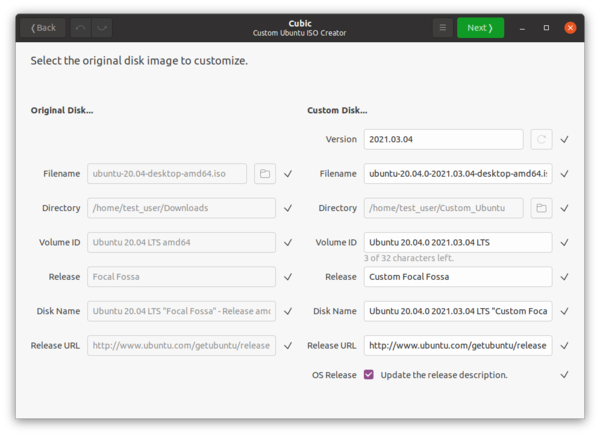 Back
Cubic
Custom Ubuntu ISO Creator
Next
Select the original disk image to customize.
Original Disk...
Custom Disk...
Version 2021.03.04
Filename ubuntu-20.04-desktop-amd64.iso
Filename ubuntu-20.04.0-2021.03.04-desktop-amd64.is
Directory /home/test_user/Downloads
Directory /home/test_user/Custom_Ubuntu
Volume ID Ubuntu 20.04 LTS amd64
Volume ID Ubuntu 20.04.0 2021.03.04 LTS
3 of 32 characters left.
Release Focal Fossa
Release Custom Focal Fossa
Disk Name Ubuntu 20.04 LTS "Focal Fossa" - Release amd
Disk Name Ubuntu 20.04.0 2021.03.04 LTS "Custom Foca
Release URL http://www.ubuntu.com/getubuntu/release
Release URL http://www.ubuntu.com/getubuntu/release
OS Release Update the release description.